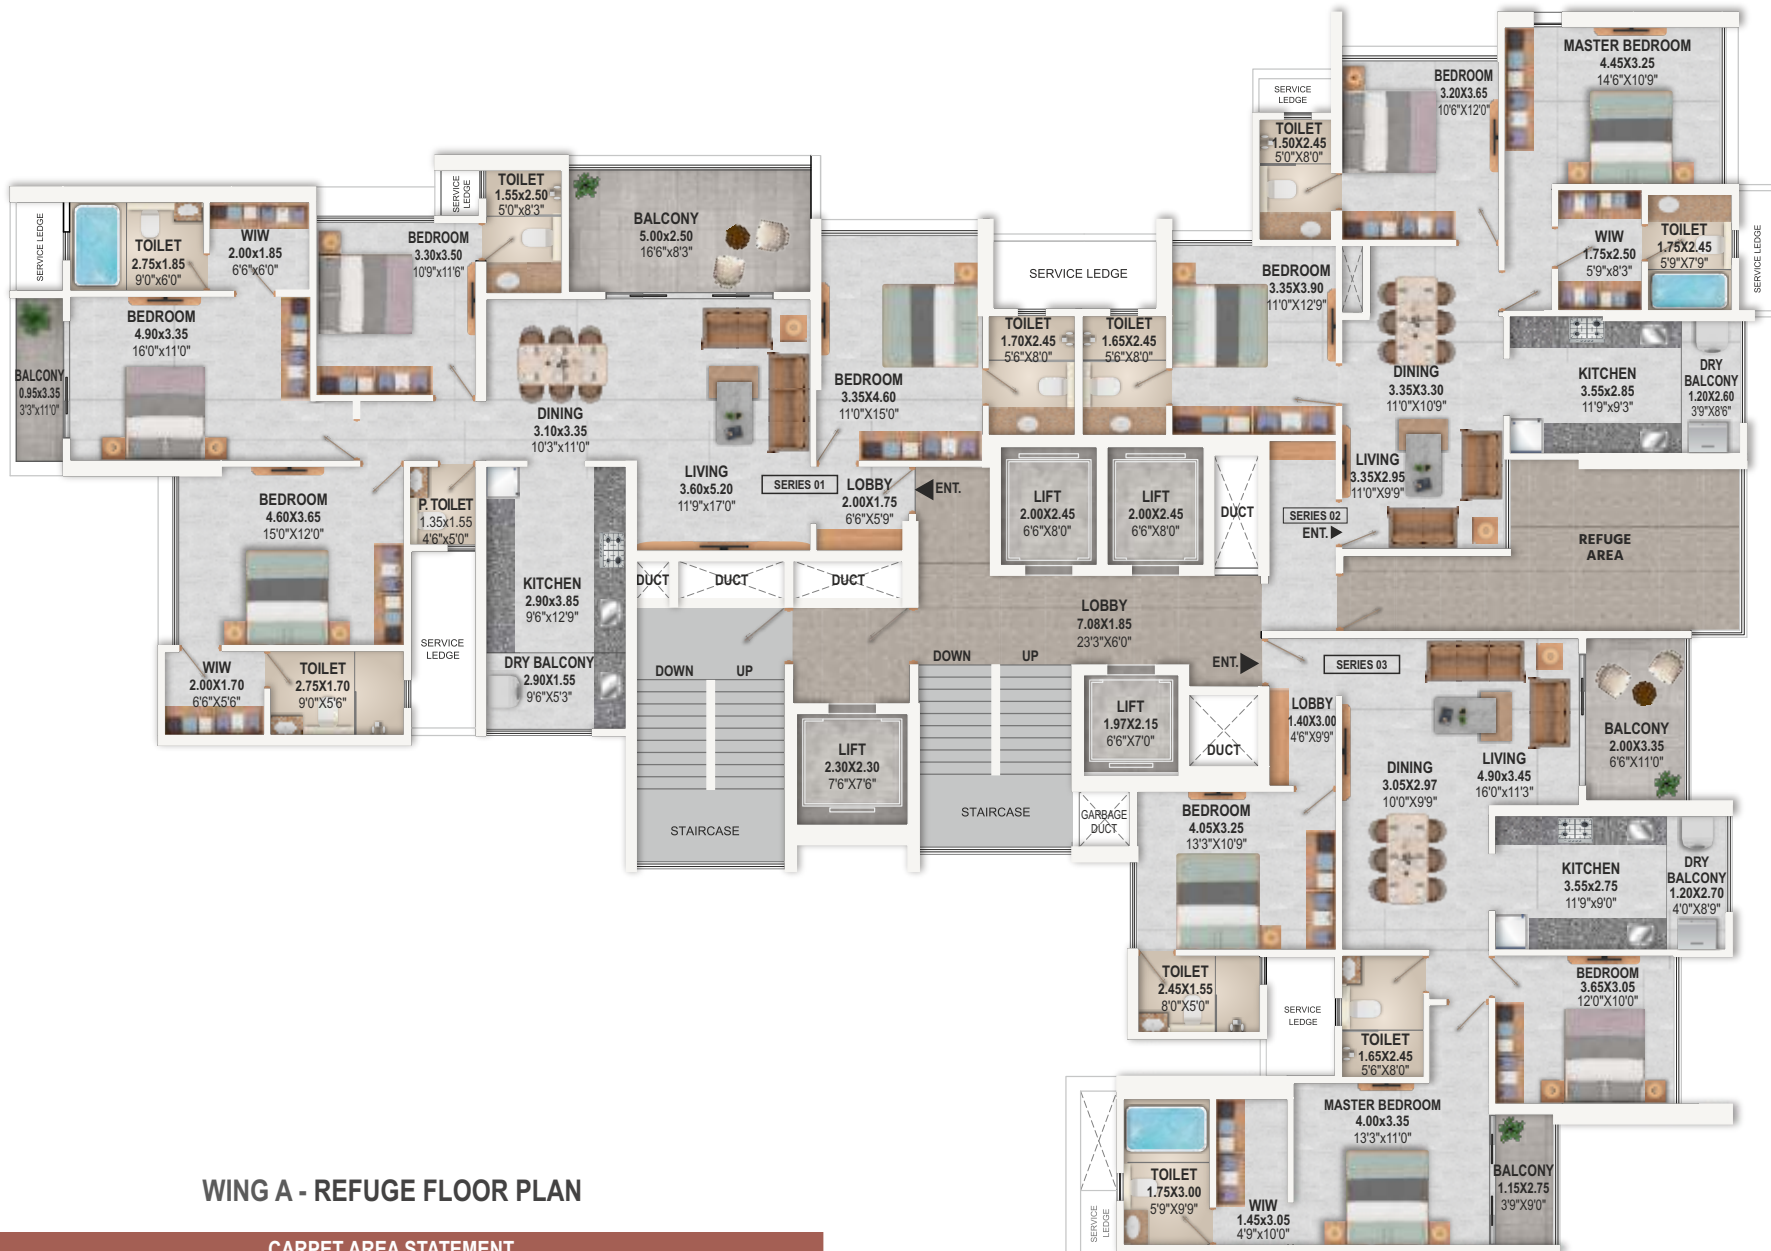 MASTER BEDROOM
4.45X3.25
14'6"X10'9"
BEDROOM
3.20X3.65
10'6"X12'0"
SERVICE
LEDGE
TOILET
1.50X2.45
5'0"X8'0"
WIW
1.75x2.50
5'9"x8'3"
TOILET
1.75X2.45
5'9"X7'9"
SERVICE LEDGE
SERVICE LEDGE
TOILET
2.75x1.85
9'0"x6'0"
WIW
2.00x1.85
6'6"x6'0"
BEDROOM
3.30x3.50
10'9"x11'6"
SERVICE
LEDGE
TOILET
1.55x2.50
5'0"x8'3"
BALCONY
5.00x2.50
16'6"x8'3"
SERVICE LEDGE
BEDROOM
3.35X3.90
11'0"X12'9"
BEDROOM
4.90x3.35
16'0"x11'0"
BALCONY
0.95x3.35
3'3"x11'0"
DINING
3.10x3.35
10'3"x11'0"
BEDROOM
3.35X4.60
11'0"X15'0"
TOILET
1.70X2.45
5'6"X8'0"
TOILET
1.65X2.45
5'6"X8'0"
DINING
3.35X3.30
11'0"X10'9"
KITCHEN
3.55x2.85
11'9"x9'3"
DRY
BALCONY
1.20X2.60
3'9"X8'6"
LIVING
3.60x5.20
11'9"x17'0"
SERIES 01
LOBBY
2.00X1.75
6'6"X5'9"
ENT.
LIFT
2.00X2.45
6'6"X8'0"
LIFT
2.00X2.45
6'6"X8'0"
DUCT
LIVING
3.35X2.95
11'0"X9'9"
SERIES 02
ENT.
REFUGE
AREA
BEDROOM
4.60X3.65
15'0"X12'0"
P. TOILET
1.35x1.55
4'6"x5'0"
KITCHEN
2.90x3.85
9'6"x12'9"
DUCT
DUCT
DUCT
LOBBY
7.08X1.85
23'3"X6'0"
SERVICE
LEDGE
WIW
2.00X1.70
6'6"X5'6"
TOILET
2.75X1.70
9'0"X5'6"
DRY BALCONY
2.90X1.55
9'6"X5'3"
DOWN
UP
DOWN
UP
ENT.
SERIES 03
STAIRCASE
LIFT
2.30X2.30
7'6"X7'6"
STAIRCASE
LIFT
1.97X2.15
6'6"X7'0"
DUCT
LOBBY
1.40X3.00
4'6"X9'9"
GARBAGE
DUCT
DINING
3.05X2.97
10'0"X9'9"
LIVING
4.90x3.45
16'0"x11'3"
BALCONY
2.00X3.35
6'6"X11'0"
BEDROOM
4.05X3.25
13'3"X10'9"
KITCHEN
3.55x2.75
11'9"x9'0"
DRY
BALCONY
1.20X2.70
4'0"X8'9"
TOILET
2.45X1.55
8'0"X5'0"
SERVICE
LEDGE
TOILET
1.65X2.45
5'6"X8'0"
BEDROOM
3.65X3.05
12'0"X10'0"
MASTER BEDROOM
4.00x3.35
13'3"x11'0"
SERVICE
LEDGE
TOILET
1.75X3.00
5'9"X9'9"
WIW
1.45x3.05
4'9"x10'0"
BALCONY
1.15X2.75
3'9"X9'0"
WING A - REFUGE FLOOR PLAN
CARPET AREA STATEMENT